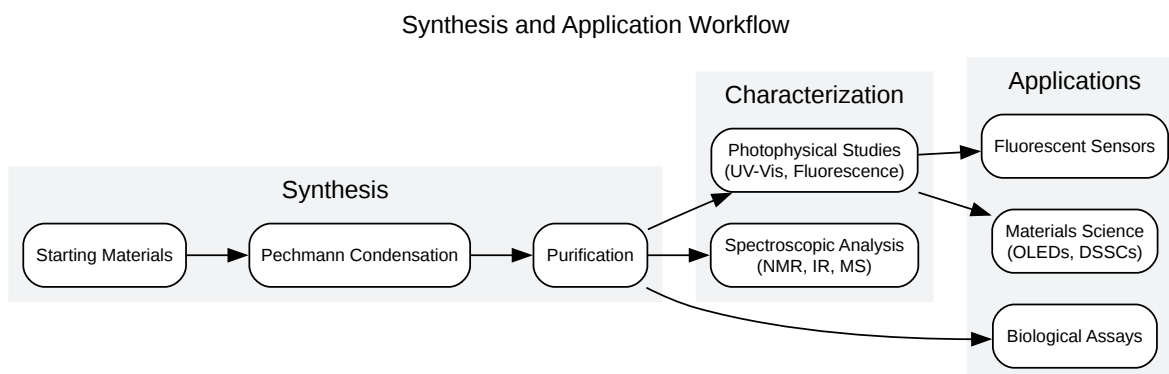 Synthesis and Application Workflow
Synthesis
Starting Materials
Pechmann Condensation
Purification
Characterization
Photophysical Studies
(UV-Vis, Fluorescence)
Spectroscopic Analysis
(NMR, IR, MS)
Applications
Fluorescent Sensors
Materials Science
(OLEDs, DSSCs)
Biological Assays